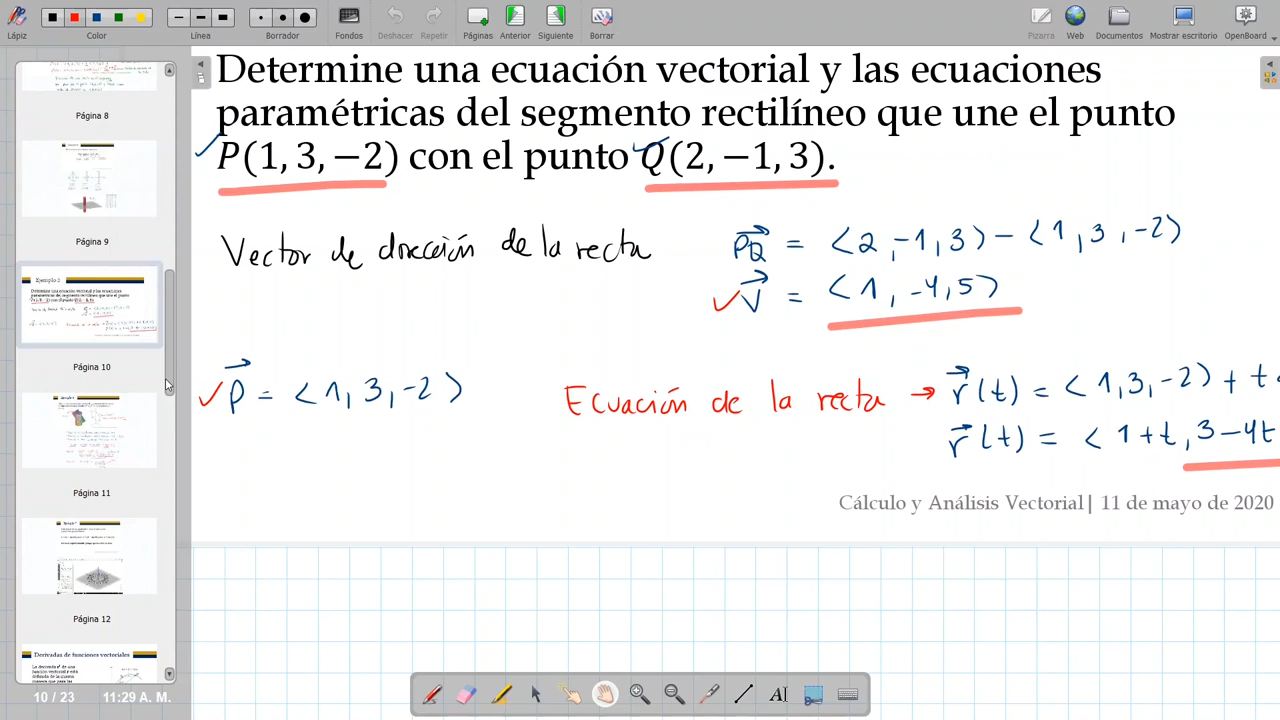 Lápiz
Color
Línea
Borrador
Fondos
Deshacer
Repetir
Páginas
Anterior
Siguiente
Borrar
Pizarra
Web
Documentos
Mostrar escritorio
OpenBoard
Determine una ecuación vectorial y las ecuaciones
paramétricas del segmento rectilíneo que une el punto
P(1, 3, −2) con el punto Q(2, −1, 3).
Vector de dirección de la recta
PQ = <2, -1, 3> - <1, 3, -2>
V = <1, -4, 5>
P = <1, 3, -2>
Ecuación de la recta → r(t) = <1, 3, -2> + t
r(t) = <1+t, 3-4t
Cálculo y Análisis Vectorial| 11 de mayo de 2020
Página 8
Página 9
Ejemplo 5
Página 10
Página 11
Página 12
Derivadas de funciones vectoriales
10 / 23
11:29 A. M.